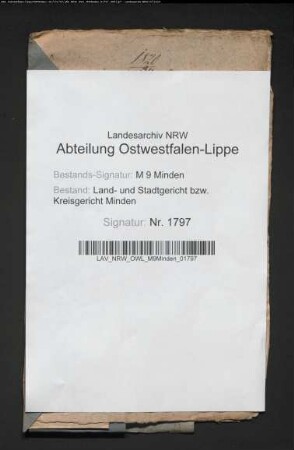 Landesarchiv NRW
Abteilung Ostwestfalen-Lippe
Bestands-Signatur: M 9 Minden
Bestand: Land- und Stadtgericht bzw.
Kreisgericht Minden
Signatur: Nr. 1797
LAV_NRW_OWL_M9Minden_01797